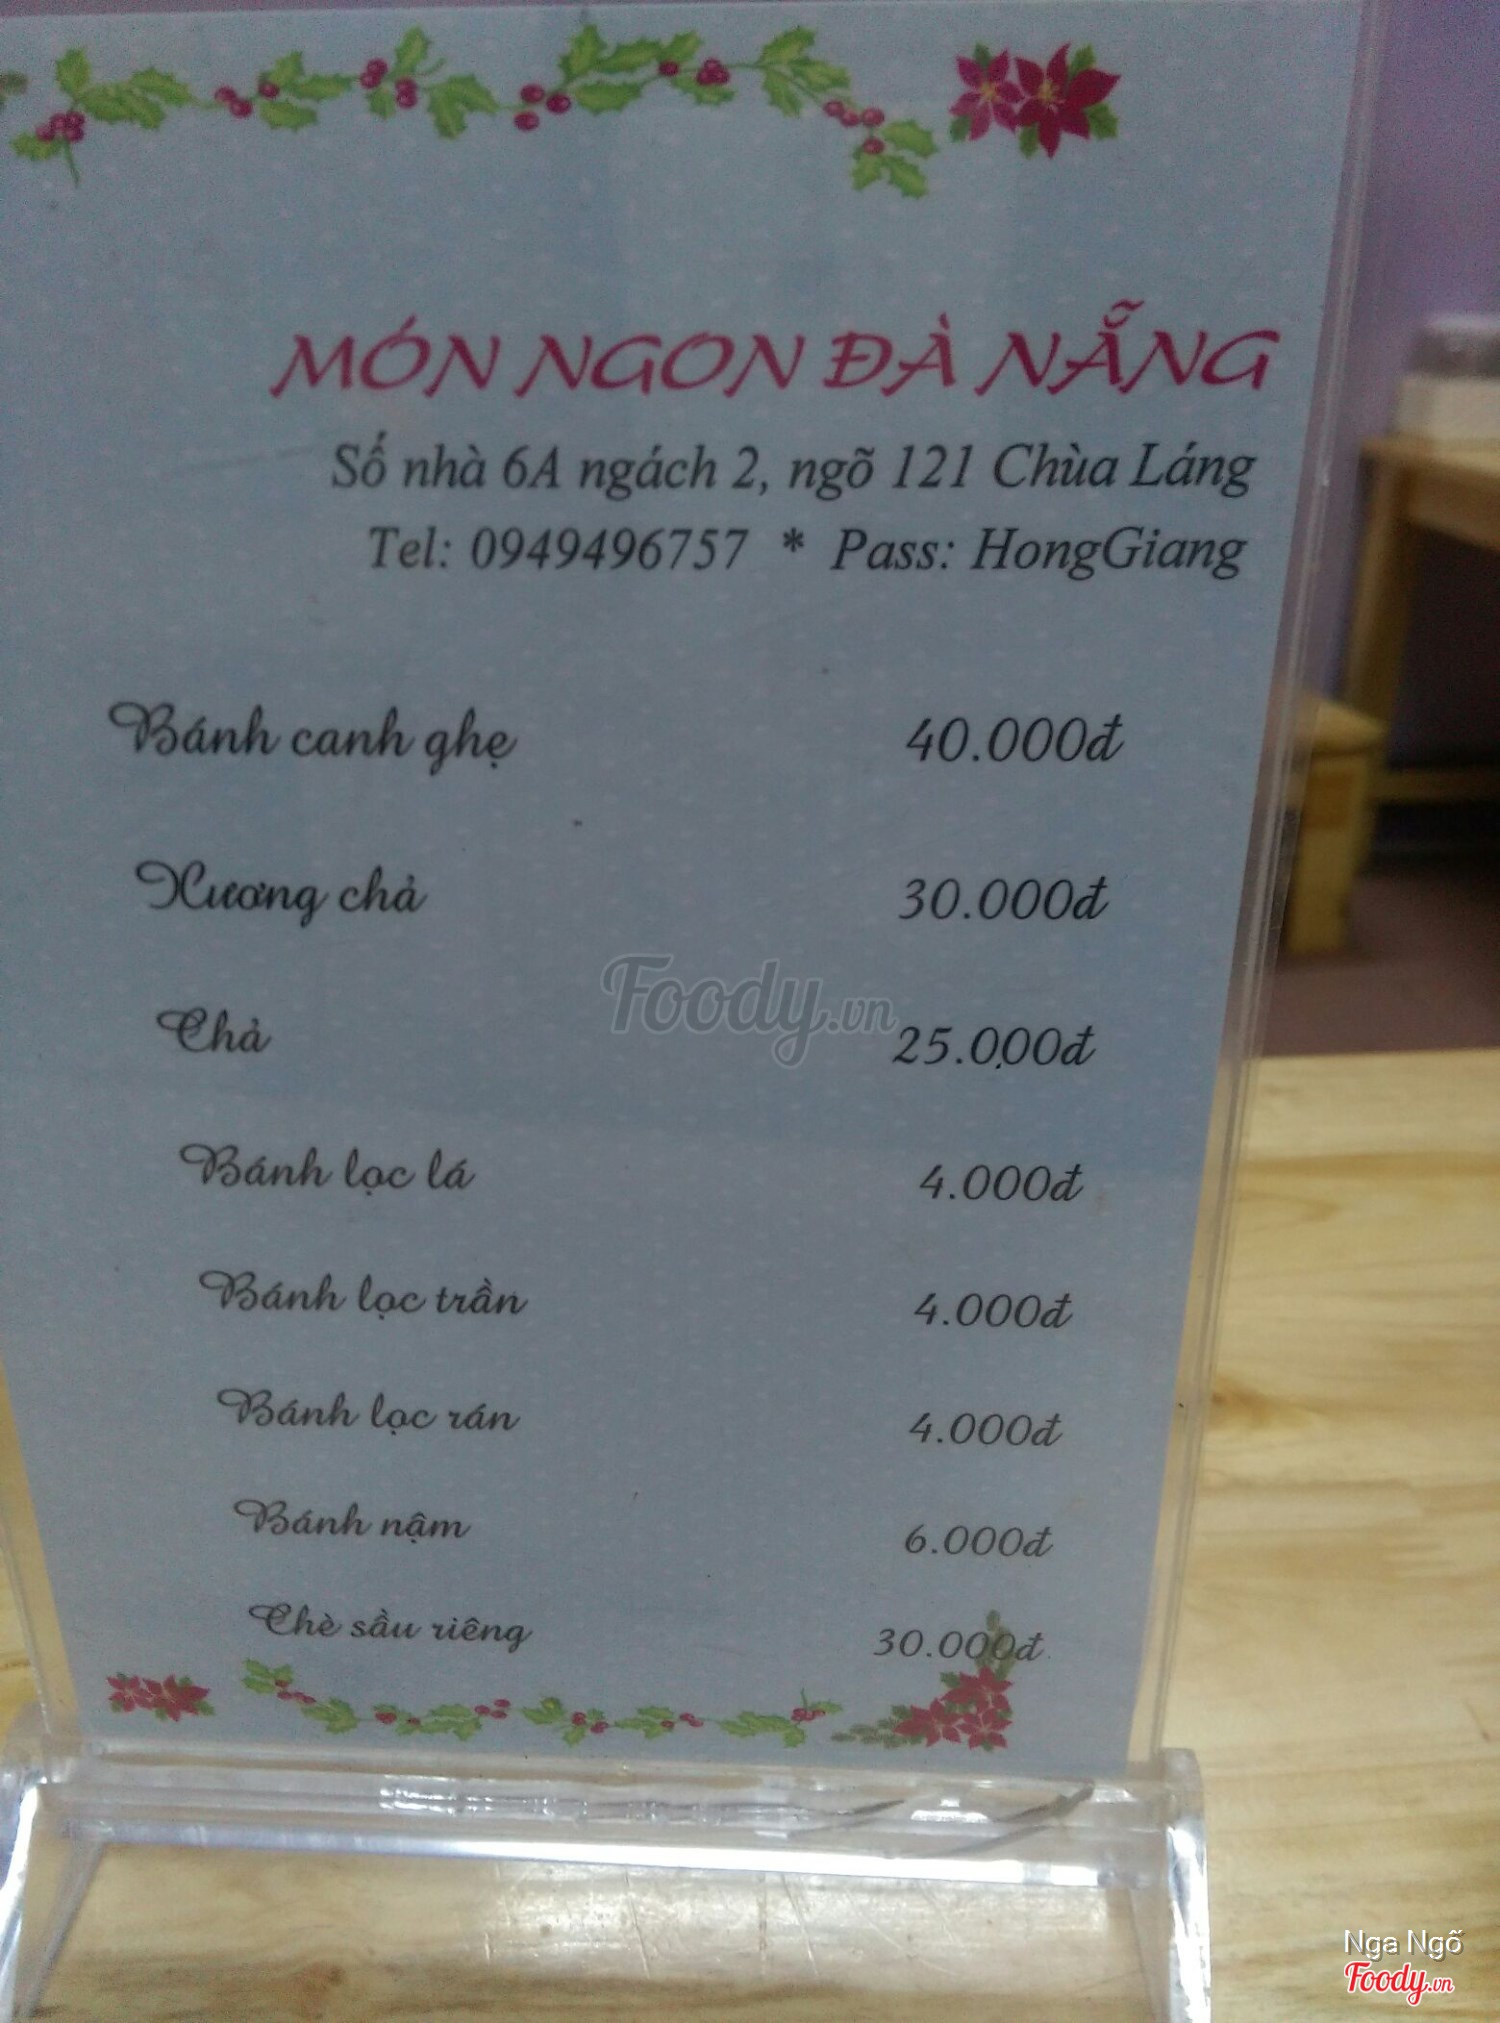 MÓN NGON ĐÀ NẴNG
Số nhà 6A ngách 2, ngõ 121 Chùa Láng
Tel: 0949496757 * Pass: HongGiang
Bánh canh ghẹ 40.000đ
Xương chả 30.000đ
Foody.vn
Chả 25.000đ
Bánh lọc lá 4.000đ
Bánh lọc trần 4.000đ
Bánh lọc rán 4.000đ
Bánh nậm 6.000đ
Chè sầu riêng 30.000đ
Nga Ngõ
Foody.vn